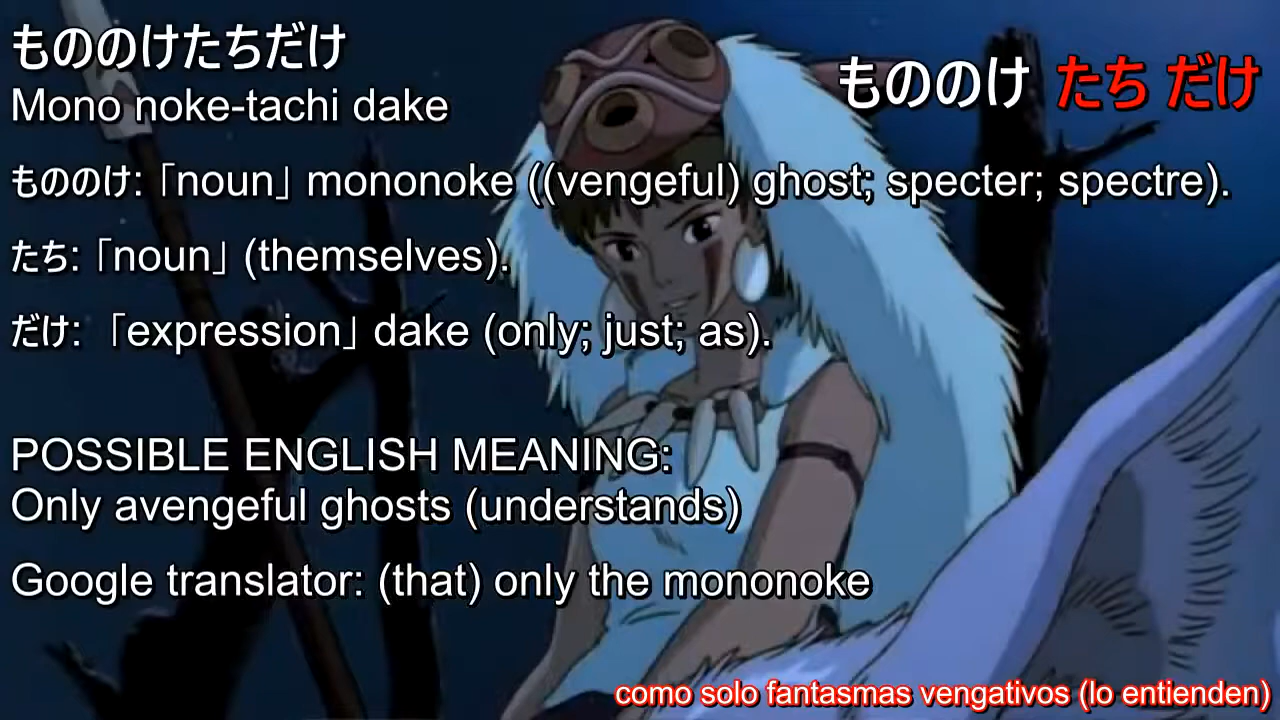 もののけたちだけ
もののけ たち だけ
Mono noke-tachi dake
もののけ: 「noun」 mononoke ((vengeful) ghost; specter; spectre).
たち: 「noun」 (themselves).
だけ: 「expression」 dake (only; just; as).
POSSIBLE ENGLISH MEANING:
Only avengeful ghosts (understands)
Google translator: (that) only the mononoke
como solo fantasmas vengativos (lo entienden)